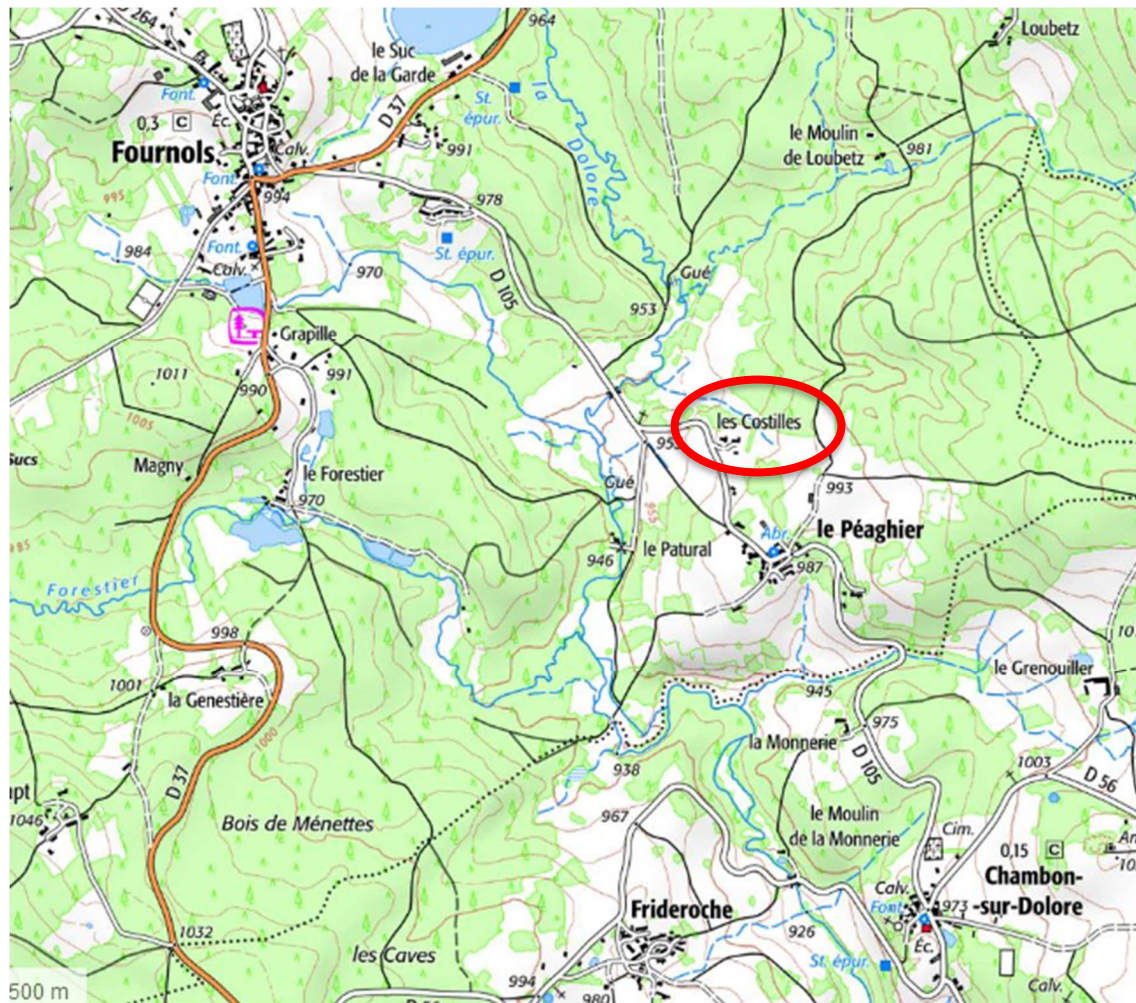 264
964
Loubetz
le Suc
de la Garde
Font.
D 37
St.
épur.
la Dolore
0,3 C
Éc.
le Moulin
de Loubetz
991
981
Fournols
Calv.
Font.
995
994
978
984
Font.
Calv.
St. épur.
970
D 105
Gué
953
Grapille
1011
991
990
1005
les Costilles
Sucs
Magny
le Forestier
Gué
993
955
le Péaghier
970
Abr.
985
946
le Patural
987
Forestier
998
le Grenouiller
1001
945
la Genestière
la Monnerie
975
1000
938
D 105
1003
D 56
D 37
967
le Moulin
de la Monnerie
1046
Bois de Ménettes
Cim.
0,15 C
Chambon-
-sur-Dolore
Calv.
Font.
973
Frideroche
1032
926
Éc.
les Caves
St. épur.
994
Calv.
500 m
980